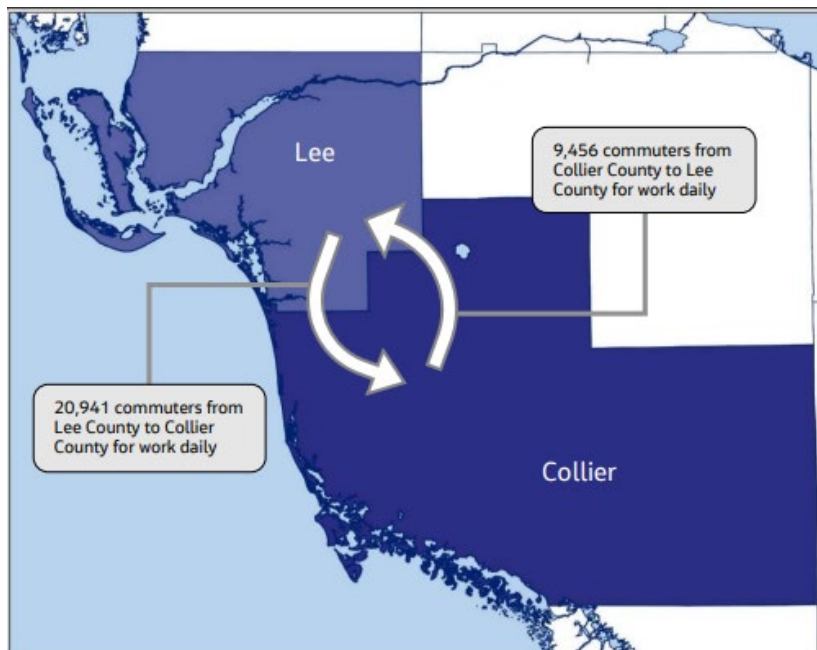 Lee
9,456 commuters from
Collier County to Lee
County for work daily
20,941 commuters from
Lee County to Collier
County for work daily
Collier